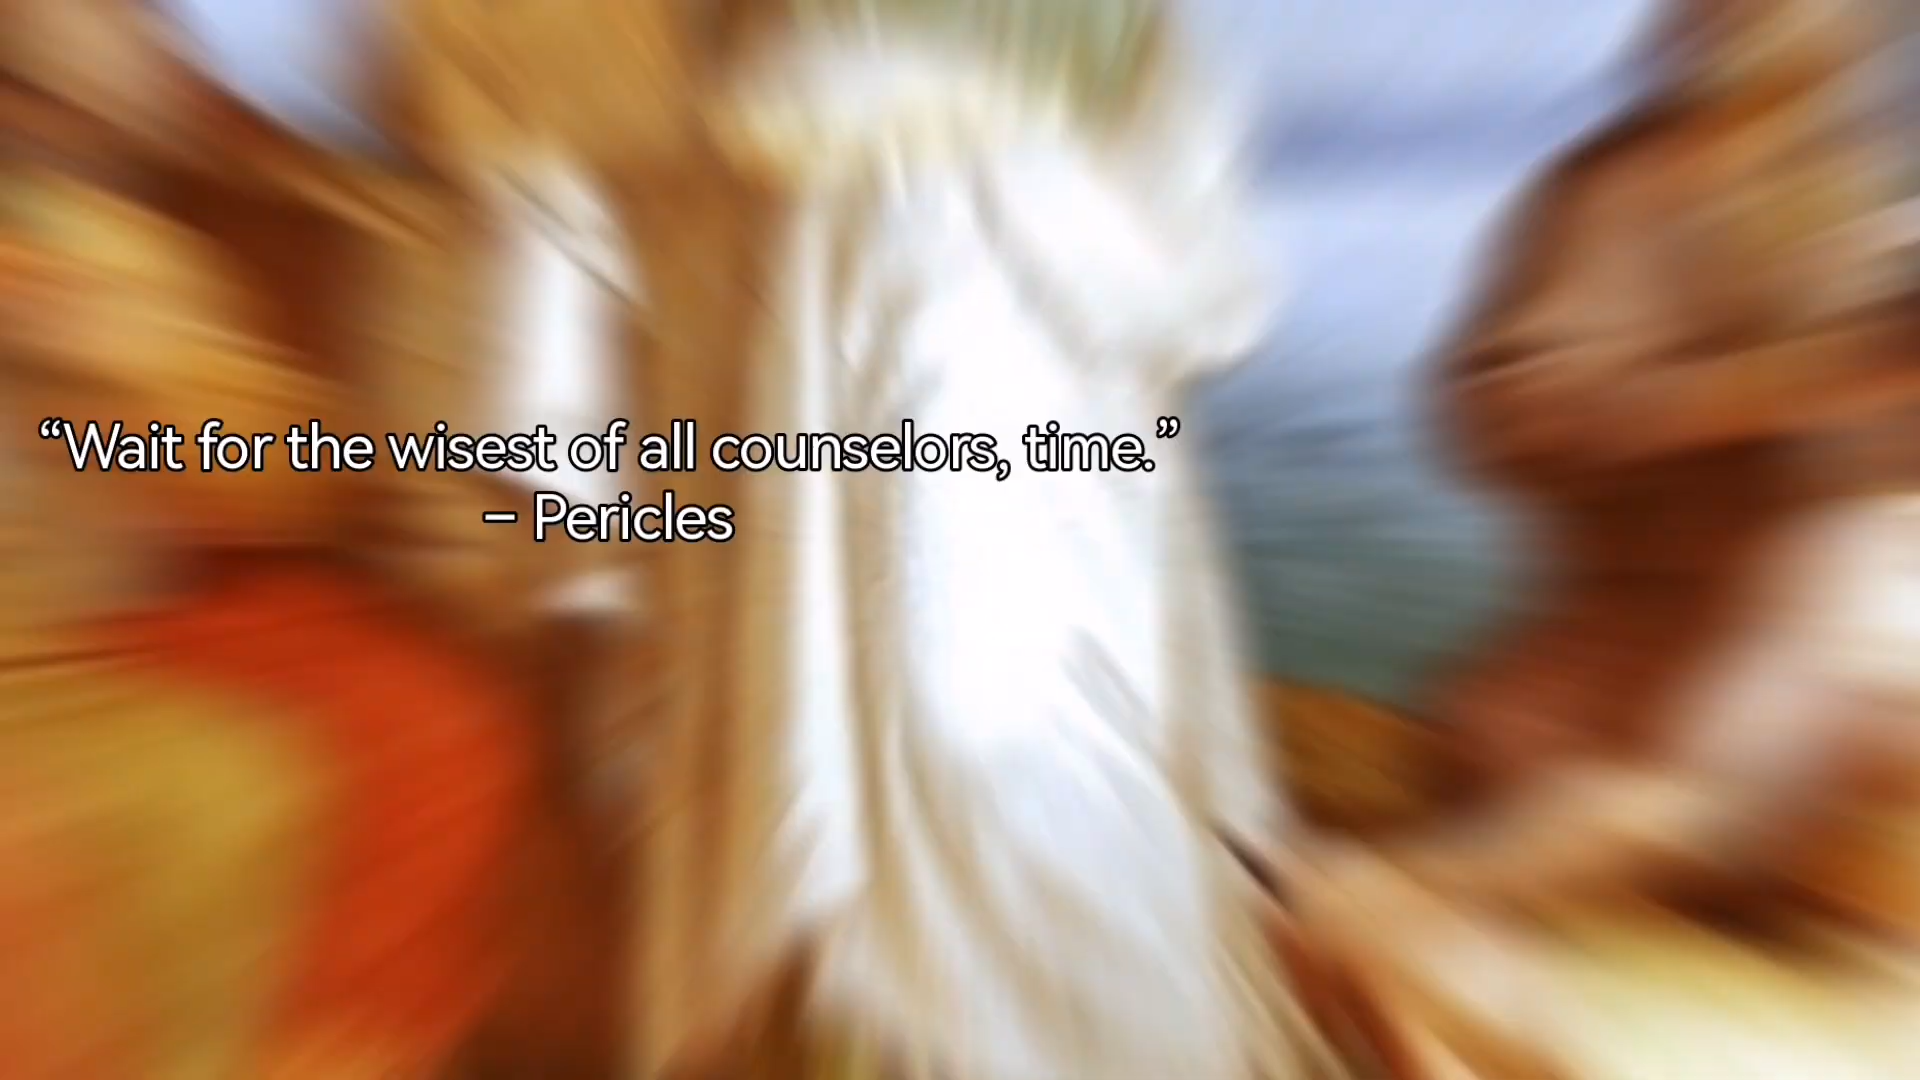 “Wait for the wisest of all counselors, time.”
– Pericles